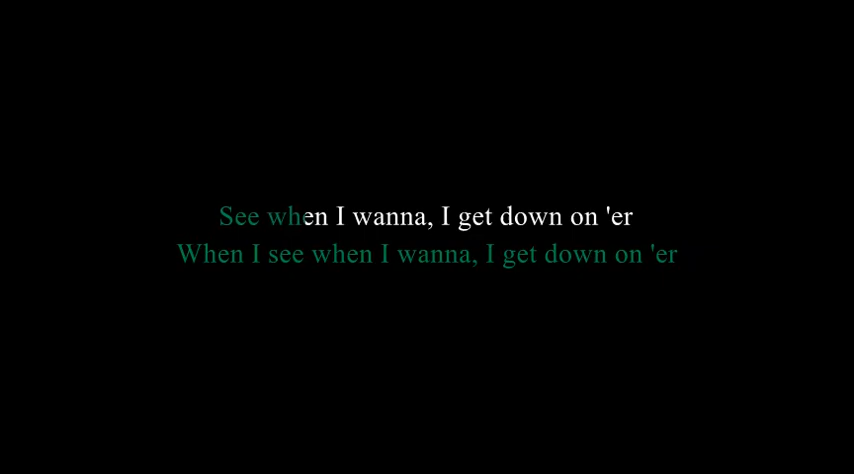 See when I wanna, I get down on 'er
When I see when I wanna, I get down on 'er